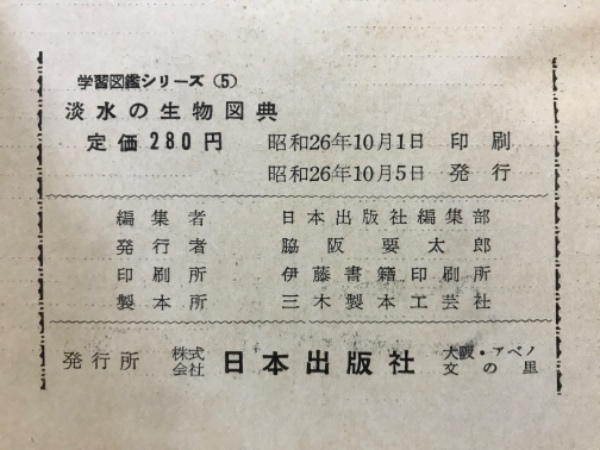 学習図鑑シリーズ（5）
淡水の生物図典
定価280円 昭和26年10月1日 印刷
昭和26年10月5日 発行
編集者 日本出版社編集部
発行者 脇阪要太郎
印刷所 伊藤書籍印刷所
製本所 三木製本工芸社
発行所 株式会社 日本出版社 大阪・アベノ 文の里